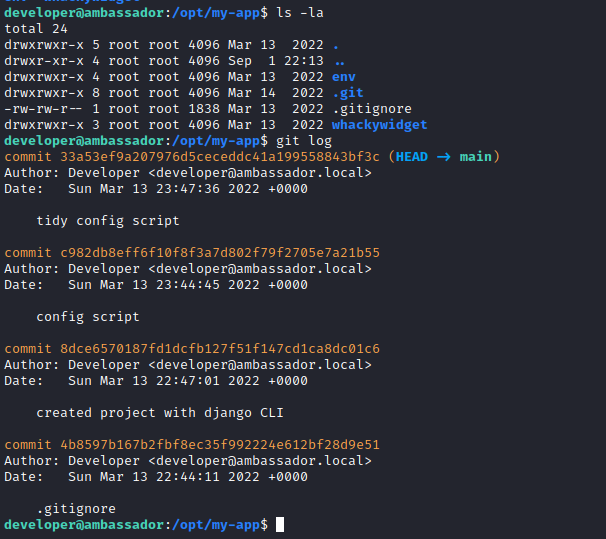 developer@ambassador:/opt/my-app$ ls -la
total 24
drwxrwxr-x 5 root root 4096 Mar 13  2022 .
drwxr-xr-x 4 root root 4096 Sep  1 22:13 ..
drwxrwxr-x 4 root root 4096 Mar 13  2022 env
drwxrwxr-x 8 root root 4096 Mar 14  2022 .git
-rw-rw-r-- 1 root root 1838 Mar 13  2022 .gitignore
drwxrwxr-x 3 root root 4096 Mar 13  2022 whackywidget
developer@ambassador:/opt/my-app$ git log
commit 33a53ef9a207976d5ceceddc41a199558843bf3c (HEAD → main)
Author: Developer <developer@ambassador.local>
Date:   Sun Mar 13 23:47:36 2022 +0000
    tidy config script
commit c982db8eff6f10f8f3a7d802f79f2705e7a21b55
Author: Developer <developer@ambassador.local>
Date:   Sun Mar 13 23:44:45 2022 +0000
    config script
commit 8dce6570187fd1dcfb127f51f147cd1ca8dc01c6
Author: Developer <developer@ambassador.local>
Date:   Sun Mar 13 22:47:01 2022 +0000
    created project with django CLI
commit 4b8597b167b2fbf8ec35f992224e612bf28d9e51
Author: Developer <developer@ambassador.local>
Date:   Sun Mar 13 22:44:11 2022 +0000
    .gitignore
developer@ambassador:/opt/my-app$